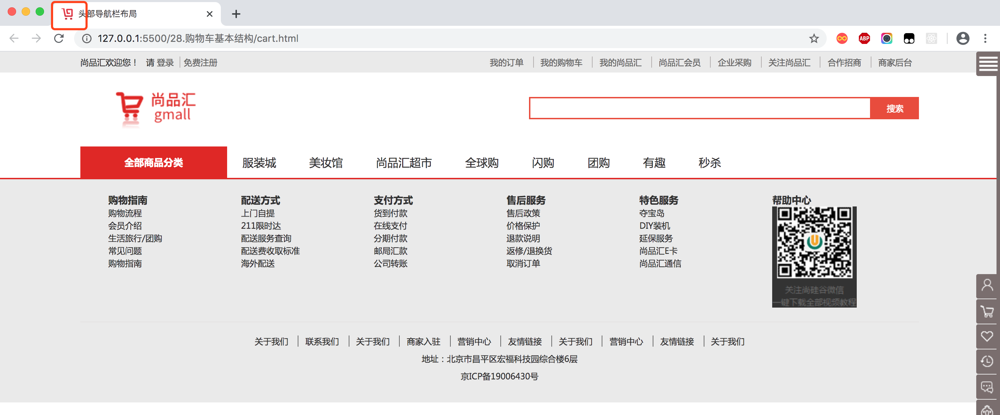 头部导航栏布局
127.0.0.1:5500/28.购物车基本结构/cart.html
ABP
尚品汇欢迎您！ 请 登录 免费注册 我的订单 我的购物车 我的尚品汇 尚品汇会员 企业采购 关注尚品汇 合作招商 商家后台
尚品汇
gmall
搜索
全部商品分类 服装城 美妆馆 尚品汇超市 全球购 闪购 团购 有趣 秒杀
购物指南 配送方式 支付方式 售后服务 特色服务 帮助中心
购物流程 上门自提 货到付款 售后政策 夺宝岛
会员介绍 211限时达 在线支付 价格保护 DIY装机
生活旅行/团购 配送服务查询 分期付款 退款说明 延保服务
常见问题 配送费收取标准 邮局汇款 返修/退换货 尚品汇E卡
购物指南 海外配送 公司转账 取消订单 尚品汇通信
关注尚硅谷微信
一键下载全部视频教程
关于我们 联系我们 关于我们 商家入驻 营销中心 友情链接 关于我们 营销中心 友情链接 关于我们
地址：北京市昌平区宏福科技园综合楼6层
京ICP备19006430号